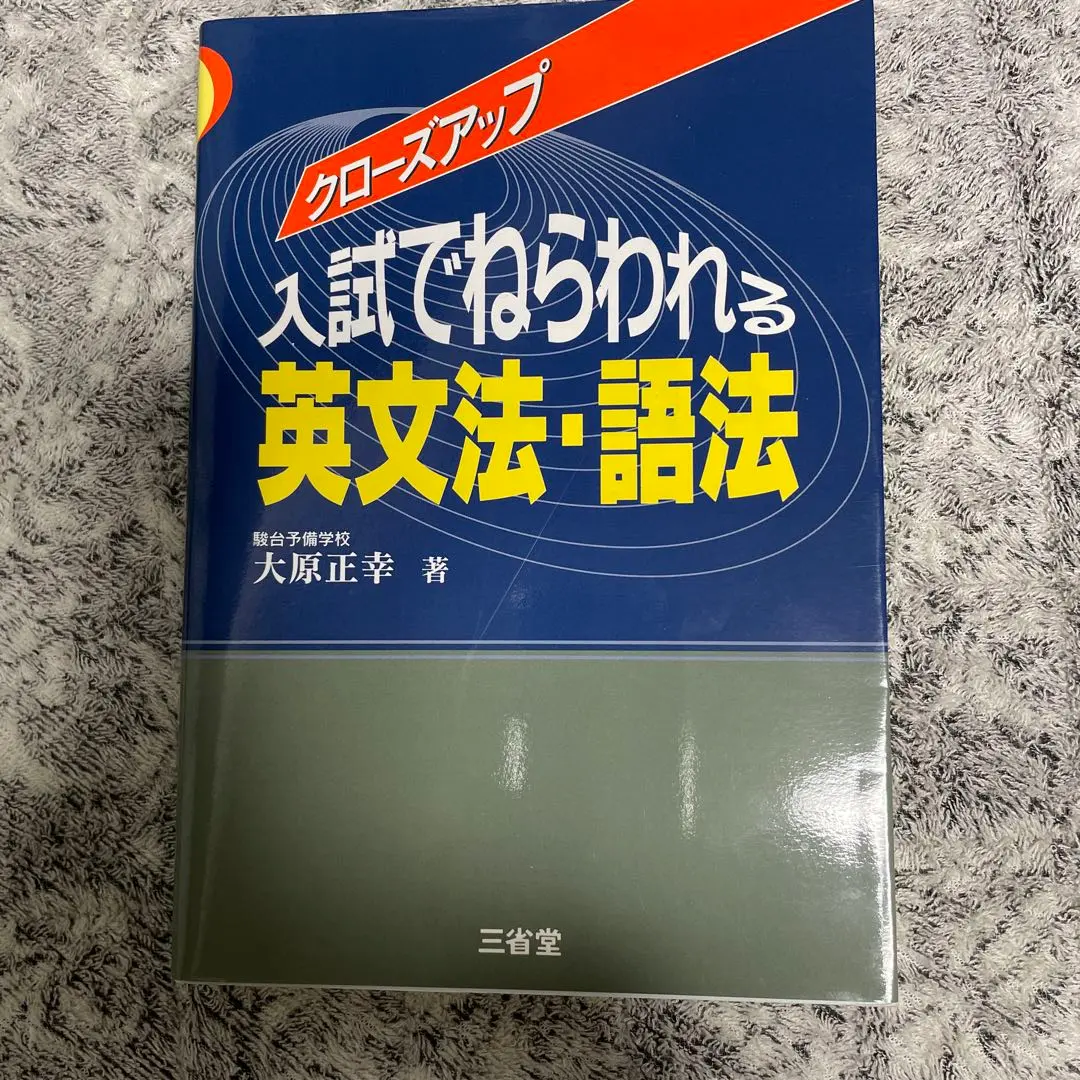 クローズアップ
入試でねらわれる
英文法・語法
駿台予備学校
大原正幸 著
三省堂